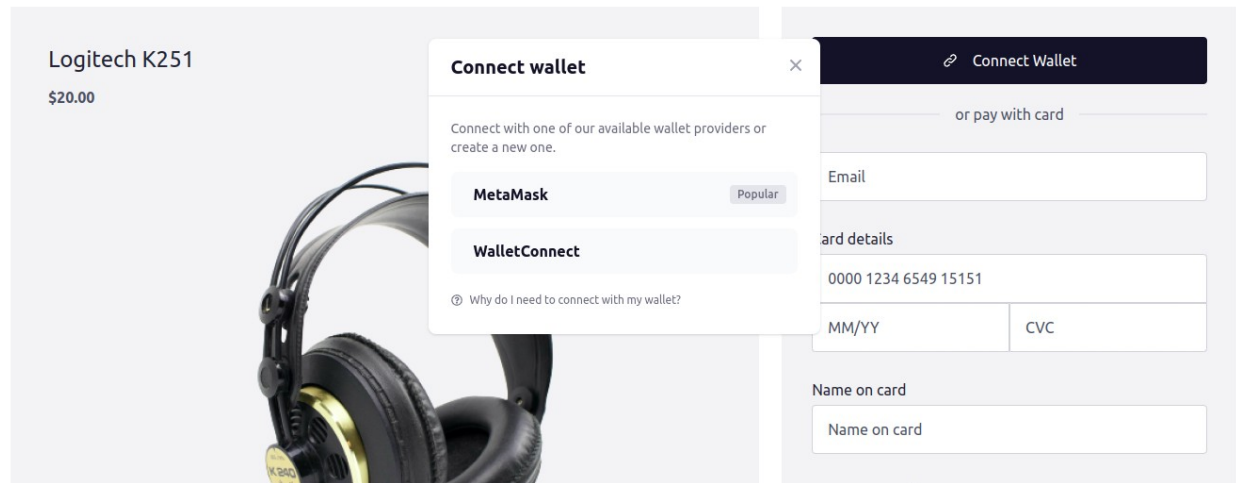 Logitech K251
$20.00
Connect wallet
Connect with one of our available wallet providers or
create a new one.
MetaMask
Popular
WalletConnect
Why do I need to connect with my wallet?
Connect Wallet
or pay with card
Email
ard details
0000 1234 6549 15151
MM/YY
CVC
Name on card
Name on card
K 240